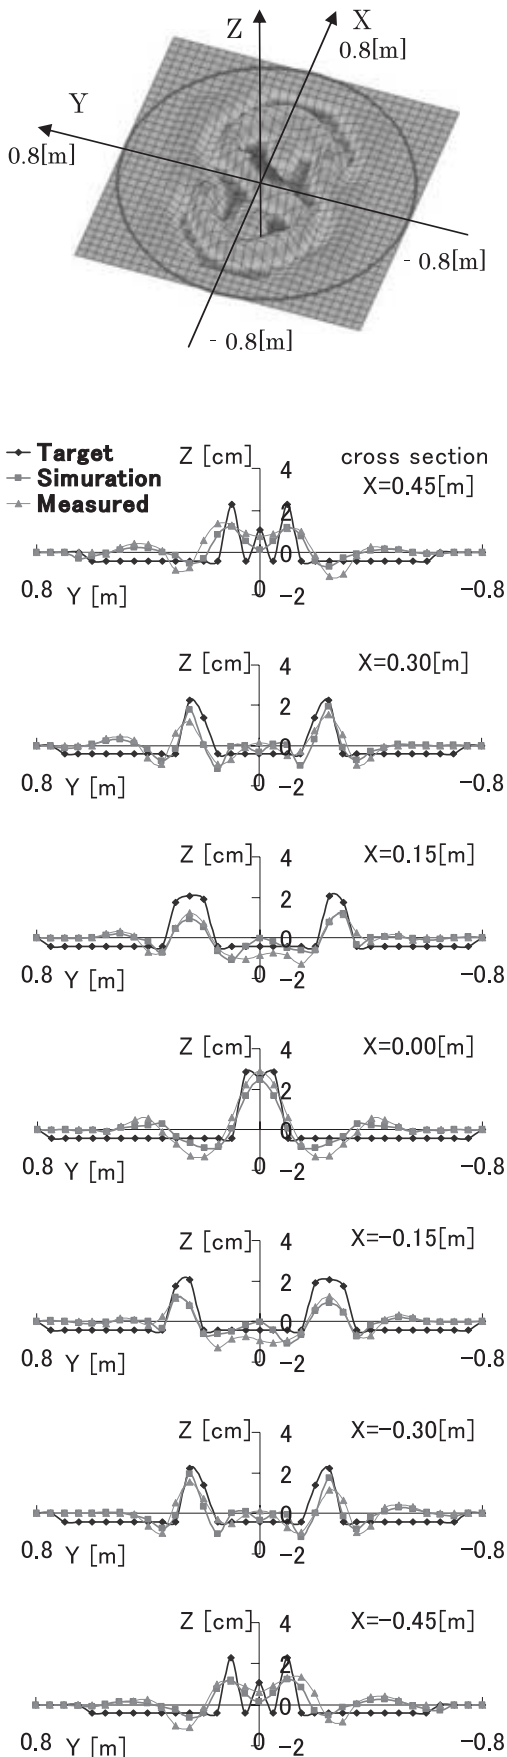 Z
X
0.8[m]
Y
0.8[m]
- 0.8[m]
- 0.8[m]
Target
Simuration
Measured
Z [cm]
4
2
0
-2
cross section
X=0.45[m]
0.8
Y [m]
0
-0.8
Z [cm]
4
2
0
-2
X=0.30[m]
0.8
Y [m]
0
-0.8
Z [cm]
4
2
0
-2
X=0.15[m]
0.8
Y [m]
0
-0.8
Z [cm]
4
2
0
-2
X=0.00[m]
0.8
Y [m]
0
-0.8
Z [cm]
4
2
0
-2
X=-0.15[m]
0.8
Y [m]
0
-0.8
Z [cm]
4
2
0
-2
X=-0.30[m]
0.8
Y [m]
0
-0.8
Z [cm]
4
2
0
-2
X=-0.45[m]
0.8
Y [m]
0
-0.8